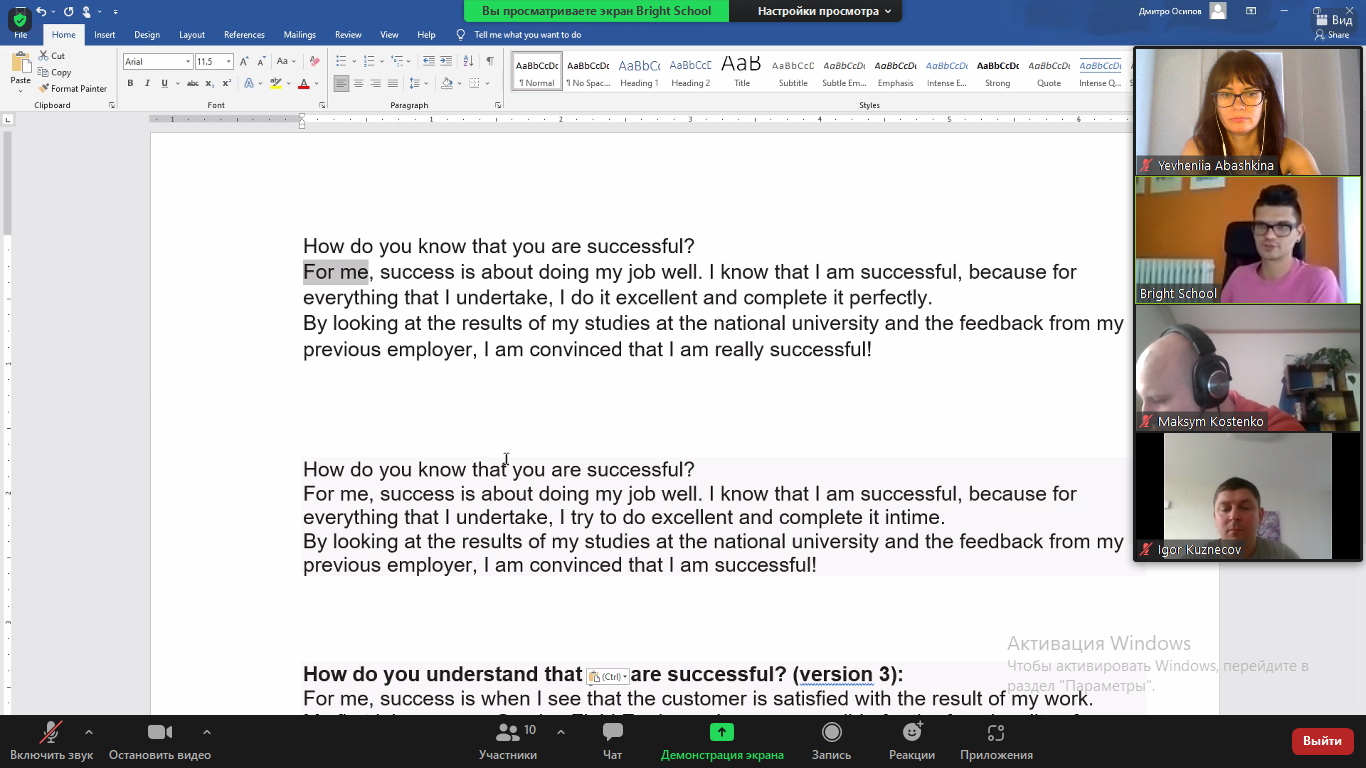 Вы просматриваете экран Bright School
Настройки просмотра
Дмитро Осипов
Вид
File Home Insert Design Layout References Mailings Review View Help Tell me what you want to do
Share
Paste
Cut
Copy
Format Painter
Clipboard
Arial 11.5
Font
Paragraph
AaBbCcDc AaBbCcDc AaBbCc AaBbCcD AaB AaBbCcD AaBbCcDc AaBbCcDc AaBbCcDc AaBbCcDc AaBbCcDc AaBbCcDc
¶ Normal ¶ No Spac... Heading 1 Heading 2 Title Subtitle Subtle Em... Emphasis Intense E... Strong Quote Intense Q...
Styles
1 1 2 3 4 5 6
How do you know that you are successful?
For me, success is about doing my job well. I know that I am successful, because for
everything that I undertake, I do it excellent and complete it perfectly.
By looking at the results of my studies at the national university and the feedback from my
previous employer, I am convinced that I am really successful!
How do you know that you are successful?
For me, success is about doing my job well. I know that I am successful, because for
everything that I undertake, I try to do excellent and complete it intime.
By looking at the results of my studies at the national university and the feedback from my
previous employer, I am convinced that I am successful!
How do you understand that (Ctrl) are successful? (version 3):
For me, success is when I see that the customer is satisfied with the result of my work.
Yevheniia Abashkina
Bright School
Maksym Kostenko
Igor Kuznecov
Активация Windows
Чтобы активировать Windows, перейдите в
раздел "Параметры".
Включить звук
Остановить видео
Участники 10
Чат
Демонстрация экрана
Запись
Реакции
Приложения
Выйти